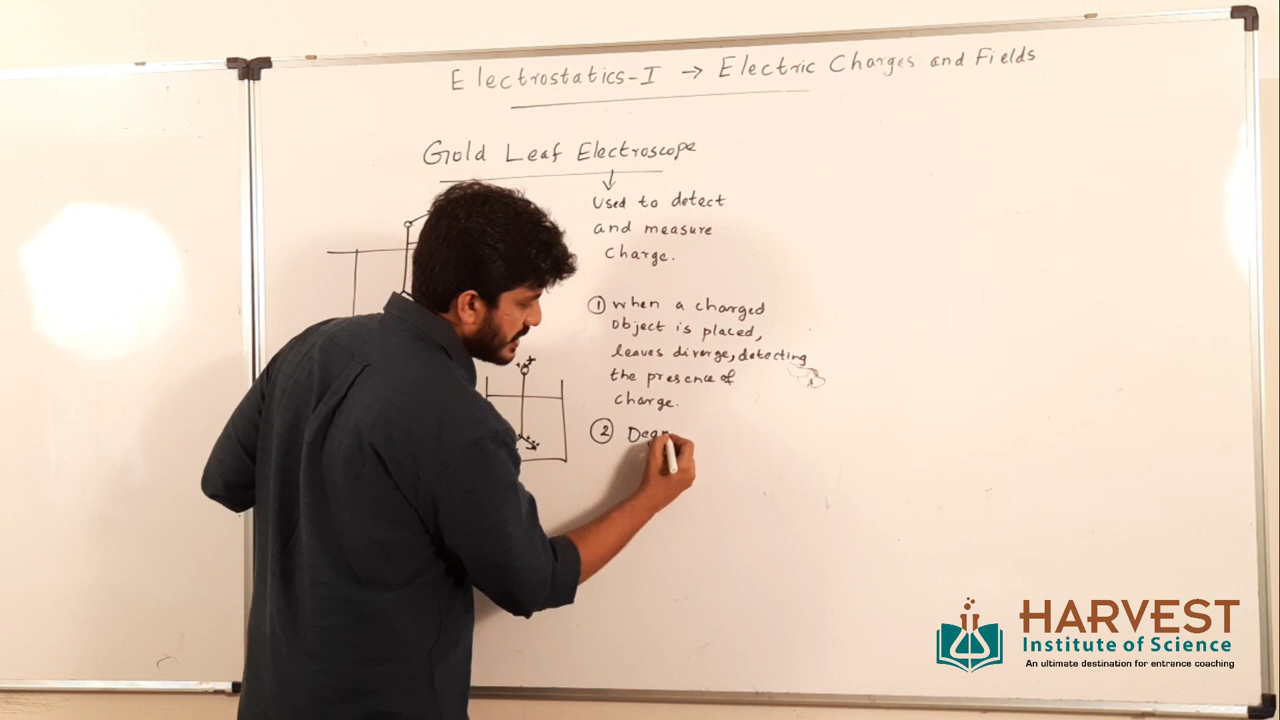 Electrostatics-I → Electric Charges and Fields
Gold Leaf Electroscope
Used to detect
and measure
Charge.
① When a charged
object is placed,
leaves diverge, detecting
the presence of
charge.
② Degr
HARVEST
Institute of Science
An ultimate destination for entrance coaching